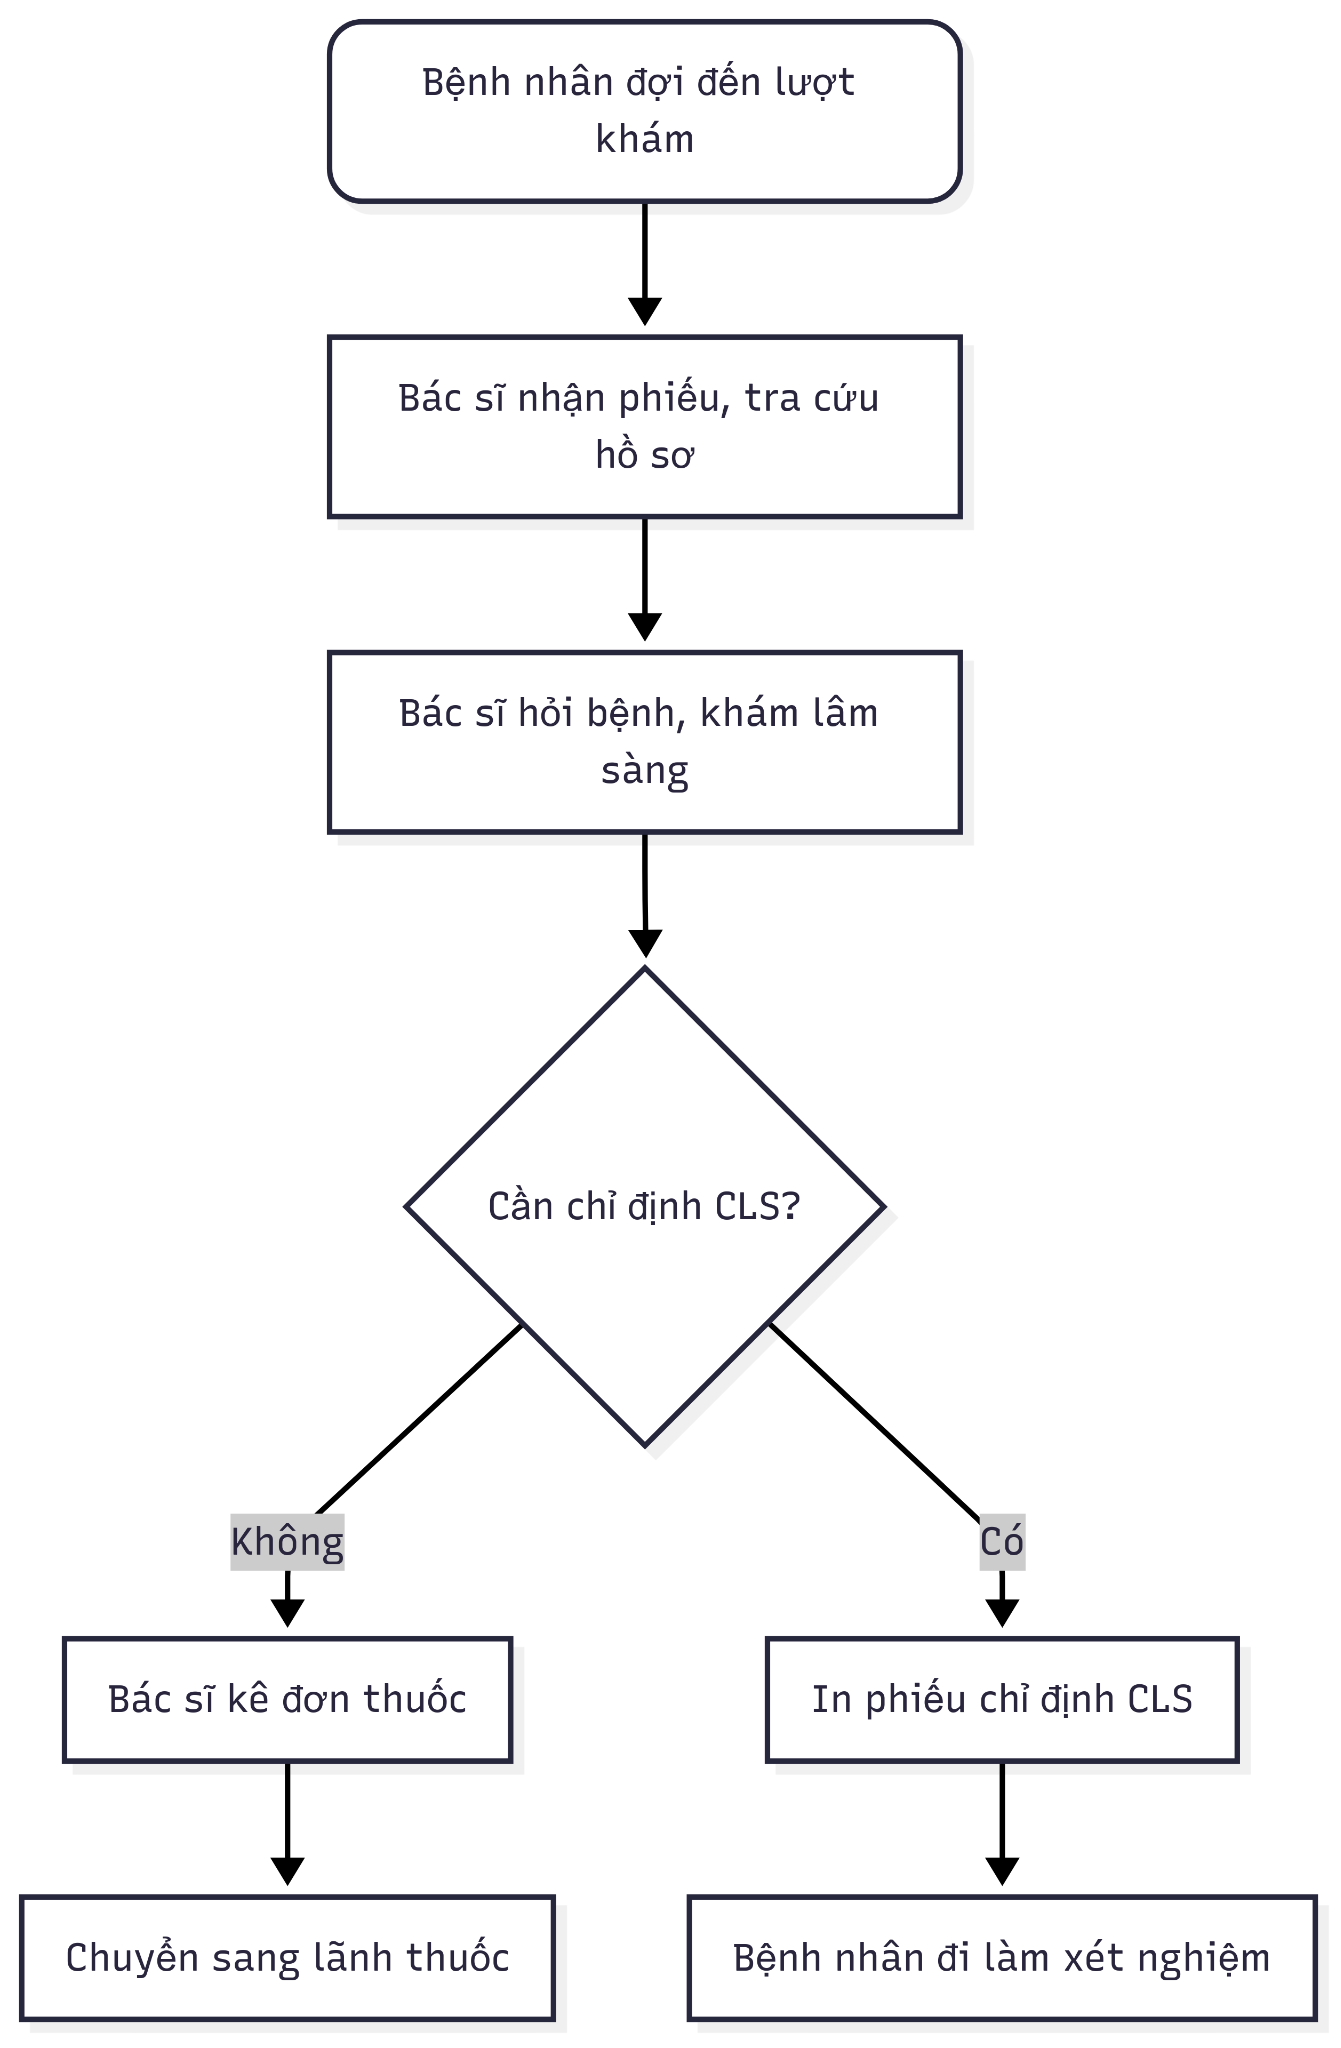 Bệnh nhân đợi đến lượt
khám
Bác sĩ nhận phiếu, tra cứu
hồ sơ
Bác sĩ hỏi bệnh, khám lâm
sàng
Cần chỉ định CLS?
Không
Có
Bác sĩ kê đơn thuốc
In phiếu chỉ định CLS
Chuyển sang lãnh thuốc
Bệnh nhân đi làm xét nghiệm